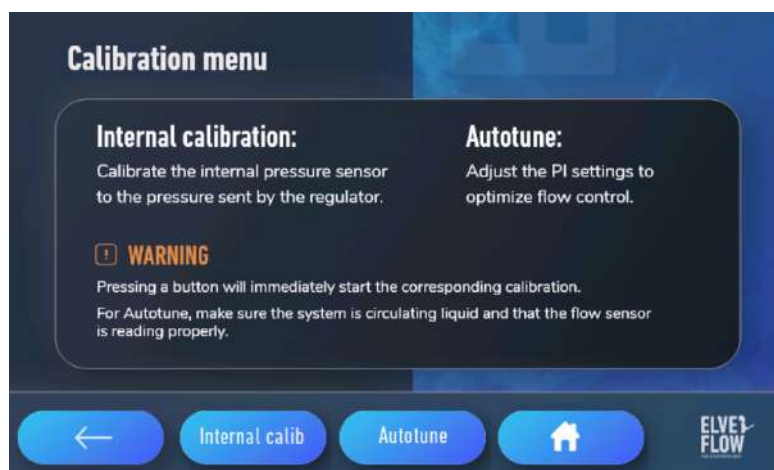 Calibration menu
Internal calibration:
Calibrate the internal pressure sensor
to the pressure sent by the regulator.
Autotune:
Adjust the PI settings to
optimize flow control.
WARNING
Pressing a button will immediately start the corresponding calibration.
For Autotune, make sure the system is circulating liquid and that the flow sensor
is reading properly.
Internal calib
Autotune
ELVE
FLOW